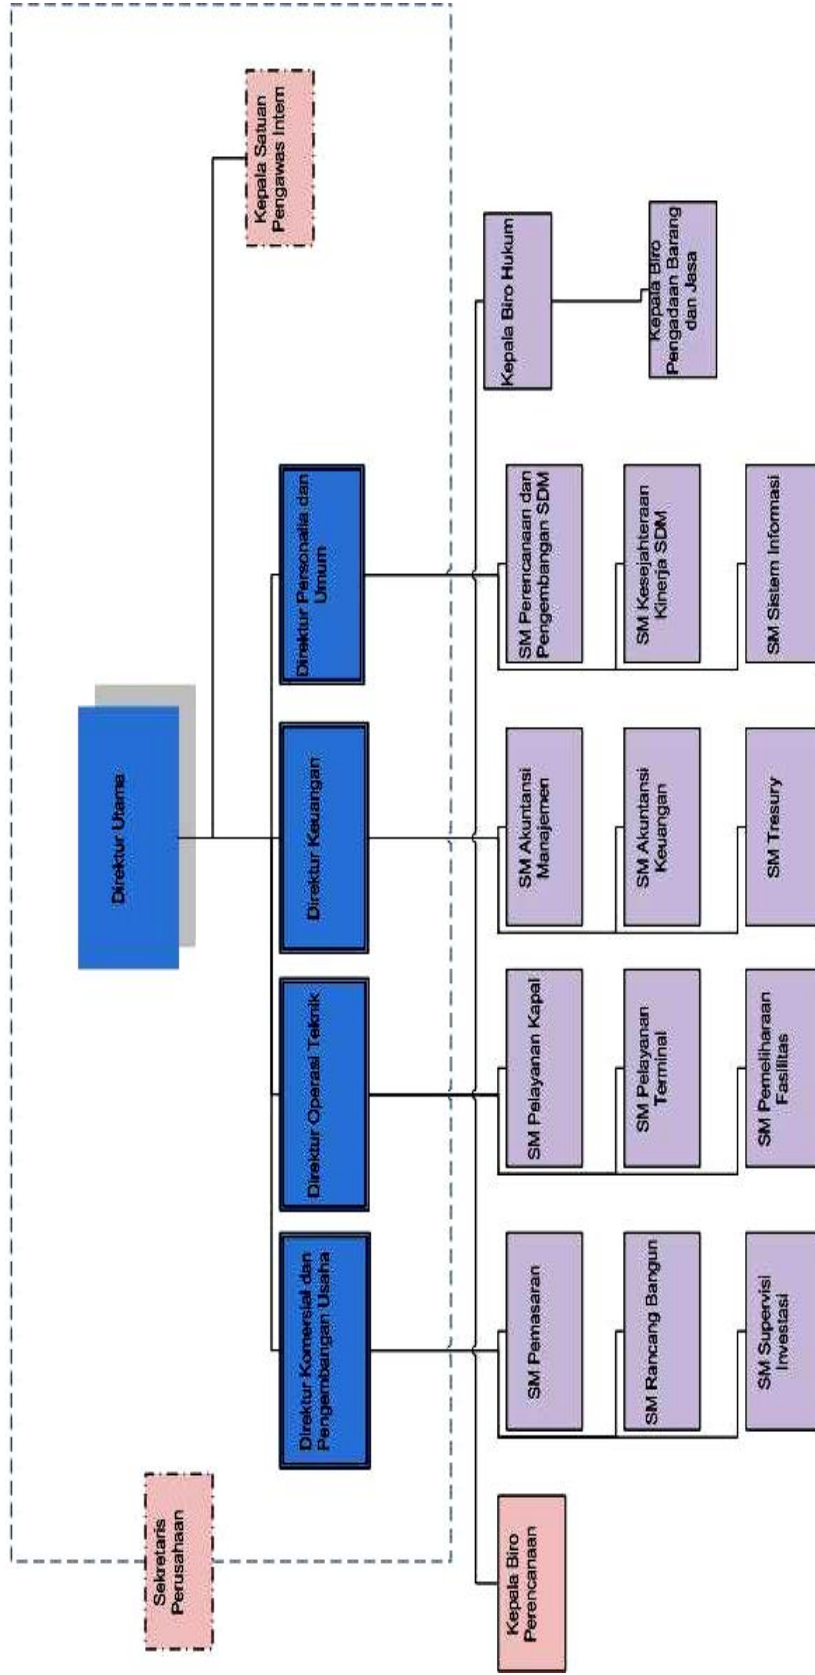 Direktur Utama
Sekretaris
Perusahaan
Kepala Satuan
Pengawas Intern
Direktur Komersial dan
Pengembangan Usaha
Direktur Operasi Teknik
Direktur Keuangan
Direktur Personalia dan
Umum
Kepala Biro
Perencanaan
SM Pemasaran
SM Pelayanan Kapal
SM Akuntansi
Manajemen
SM Perencanaan dan
Pengembangan SDM
Kepala Biro Hukum
SM Rancang Bangun
SM Pelayanan
Terminal
SM Akuntansi
Keuangan
SM Kesejahteraan
Kinerja SDM
Kepala Biro
Pengadaan Barang
dan Jasa
SM Supervisi
Investasi
SM Pemeliharaan
Fasilitas
SM Tresury
SM Sistem Informasi